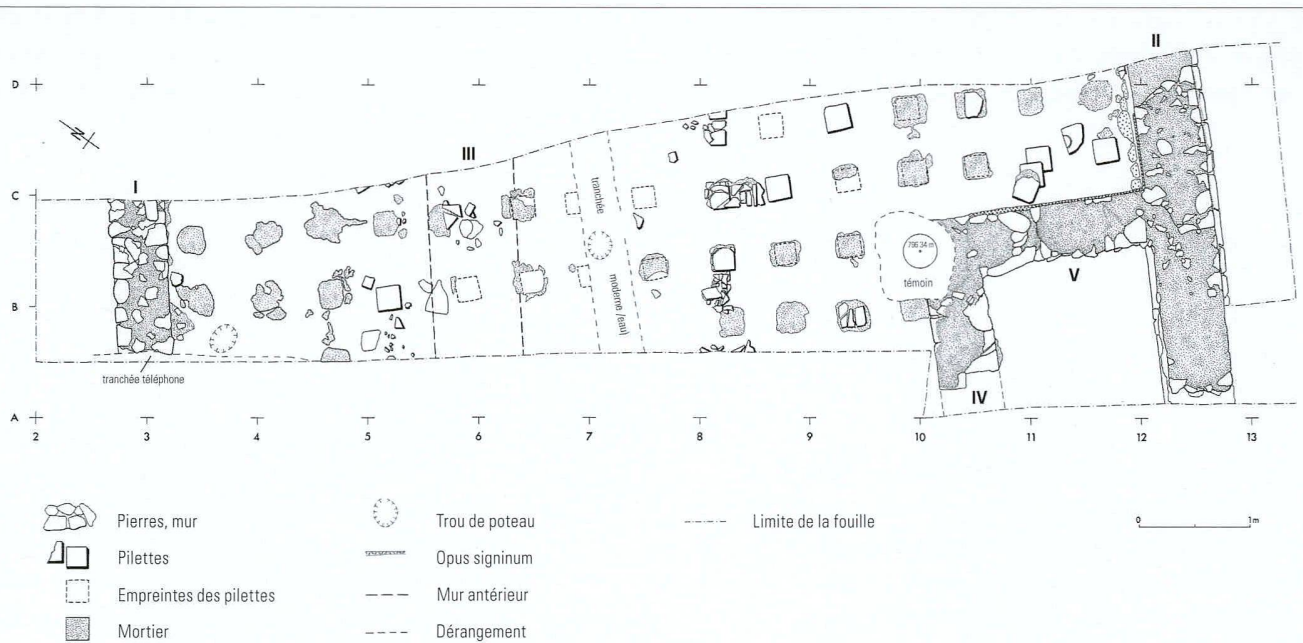 II
D
N
III
I
C
tranchée
796.34 m
témoin
V
moderne (eau)
B
tranchée téléphone
IV
A
2 3 4 5 6 7 8 9 10 11 12 13
Pierres, mur
Trou de poteau
Limite de la fouille
0 1m
Pilettes
Opus signinum
Empreintes des pilettes
Mur antérieur
Mortier
Dérangement